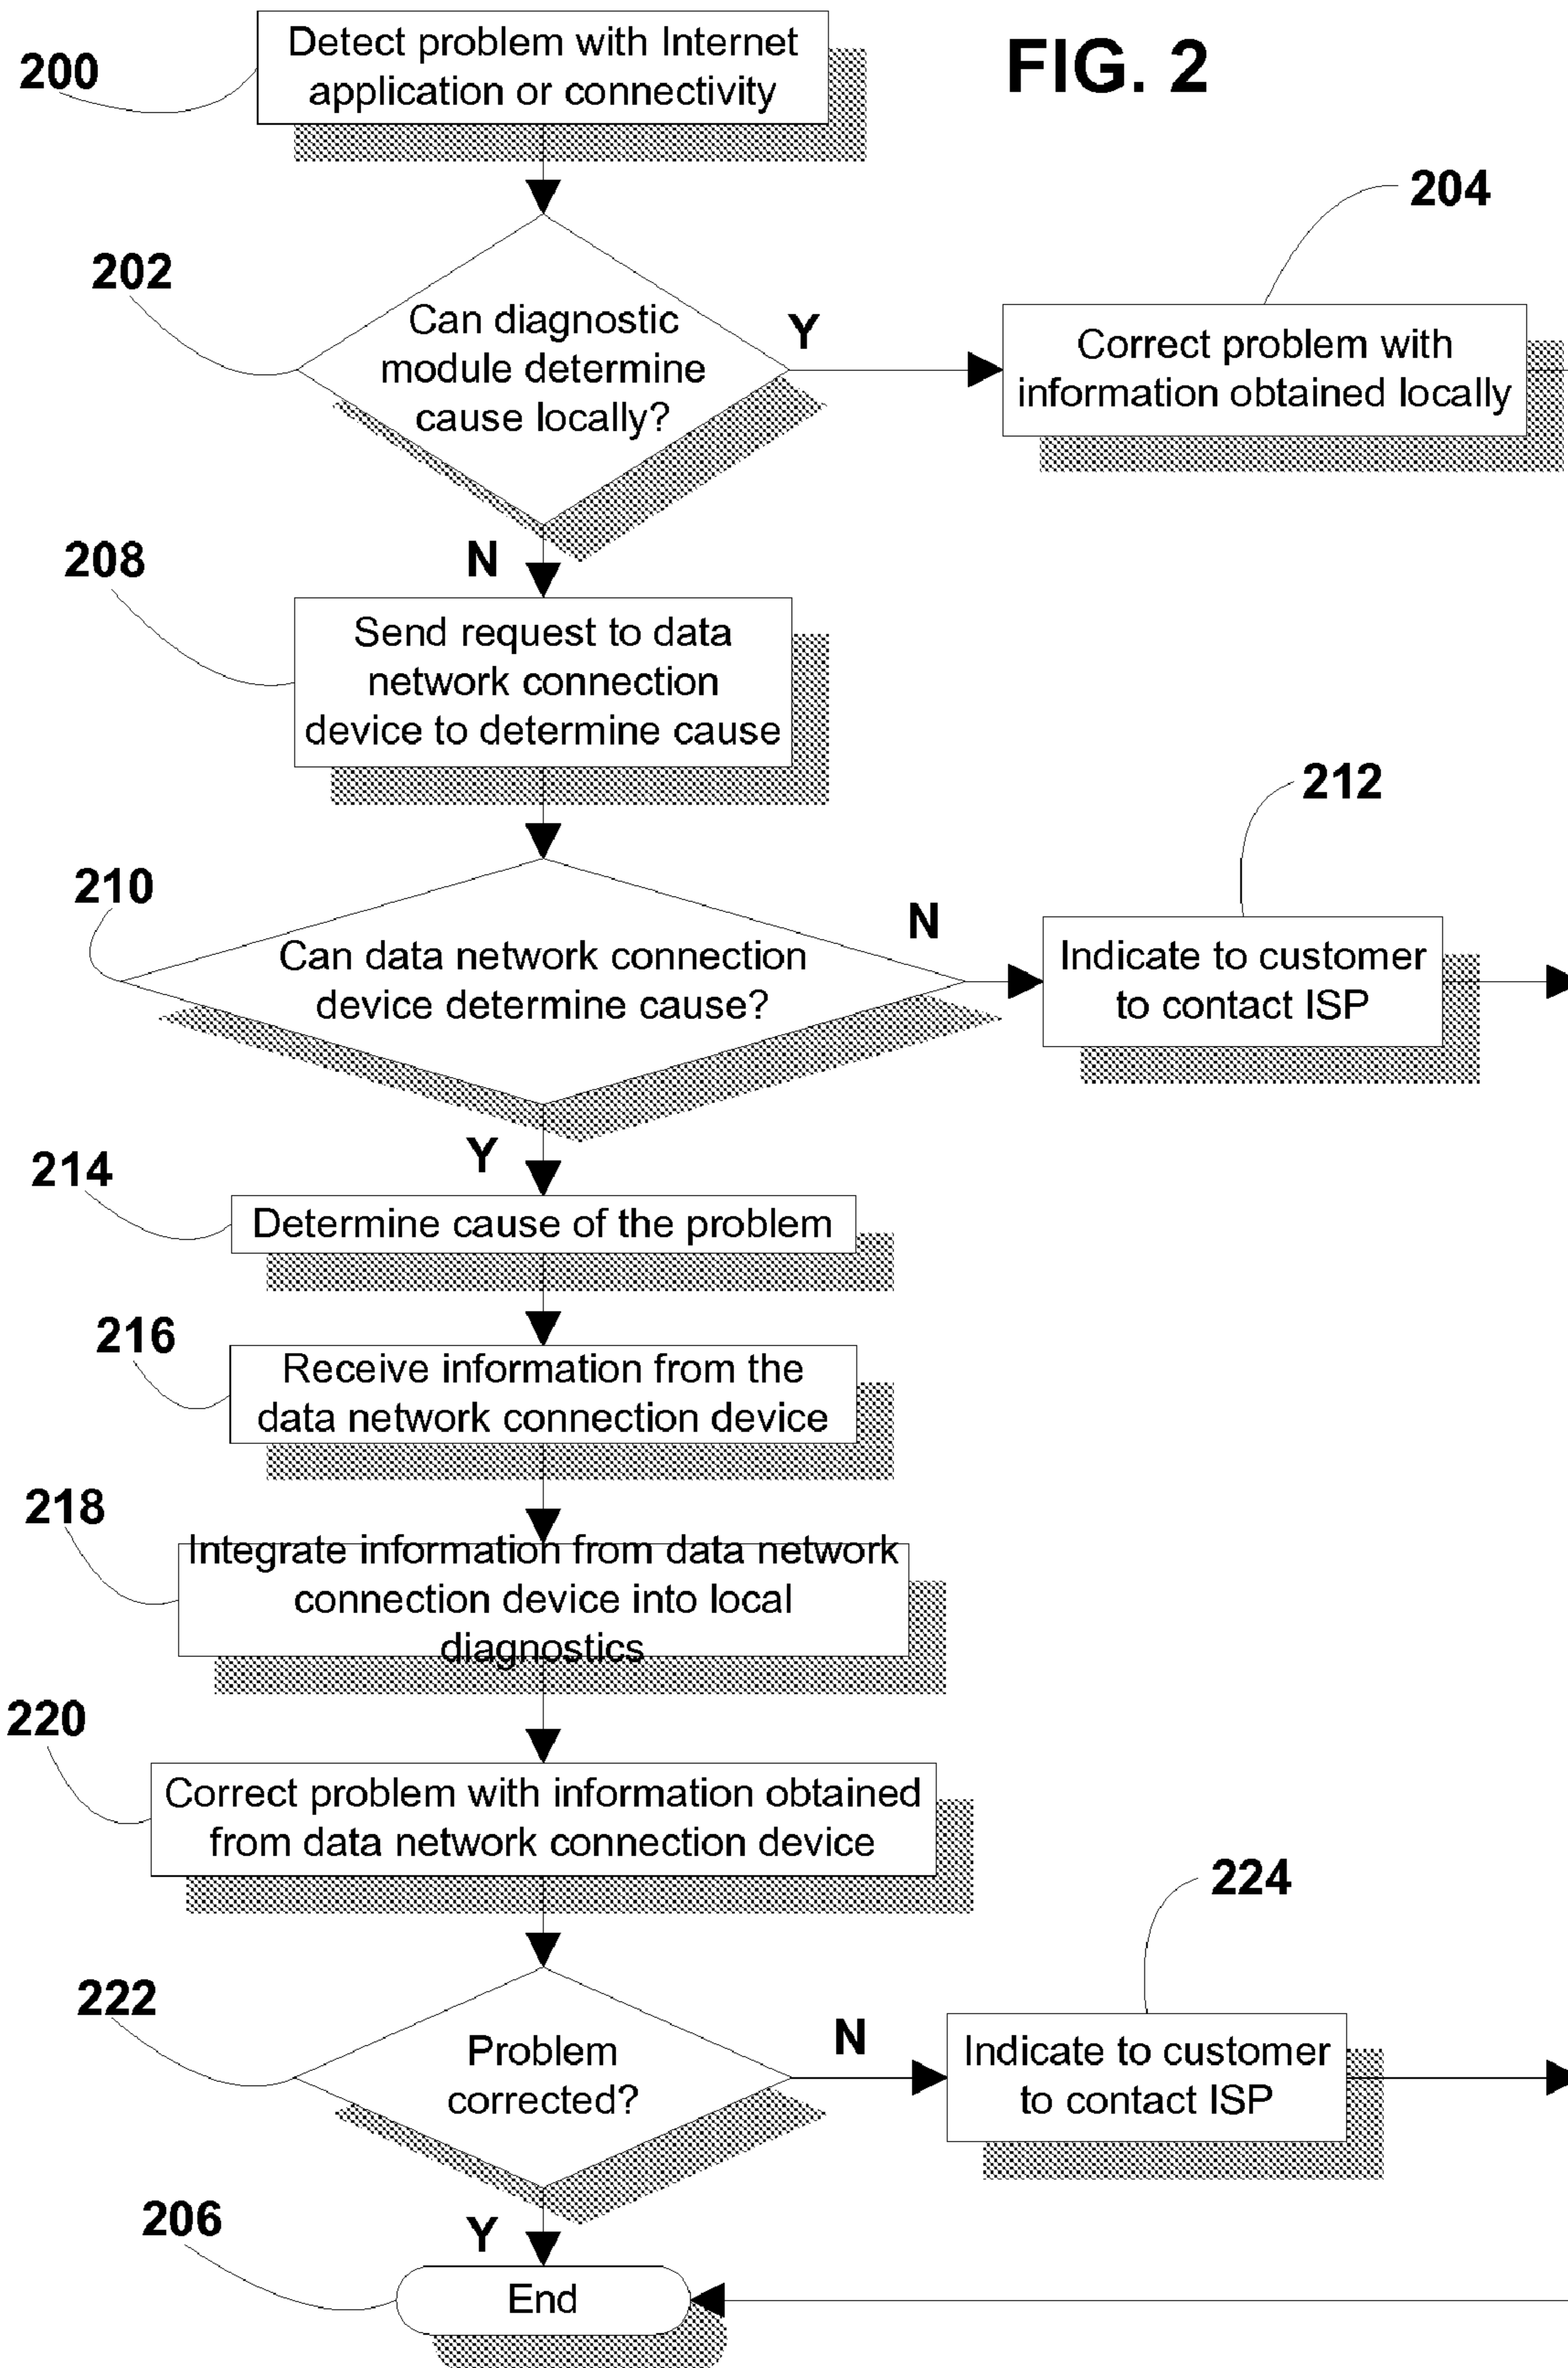 FIG. 2
200
Detect problem with Internet
application or connectivity
202
Can diagnostic
module determine
cause locally?
Y
204
Correct problem with
information obtained locally
N
208
Send request to data
network connection
device to determine cause
210
Can data network connection
device determine cause?
N
212
Indicate to customer
to contact ISP
Y
214
Determine cause of the problem
216
Receive information from the
data network connection device
218
Integrate information from data network
connection device into local
diagnostics
220
Correct problem with information obtained
from data network connection device
222
Problem
corrected?
N
224
Indicate to customer
to contact ISP
Y
206
End